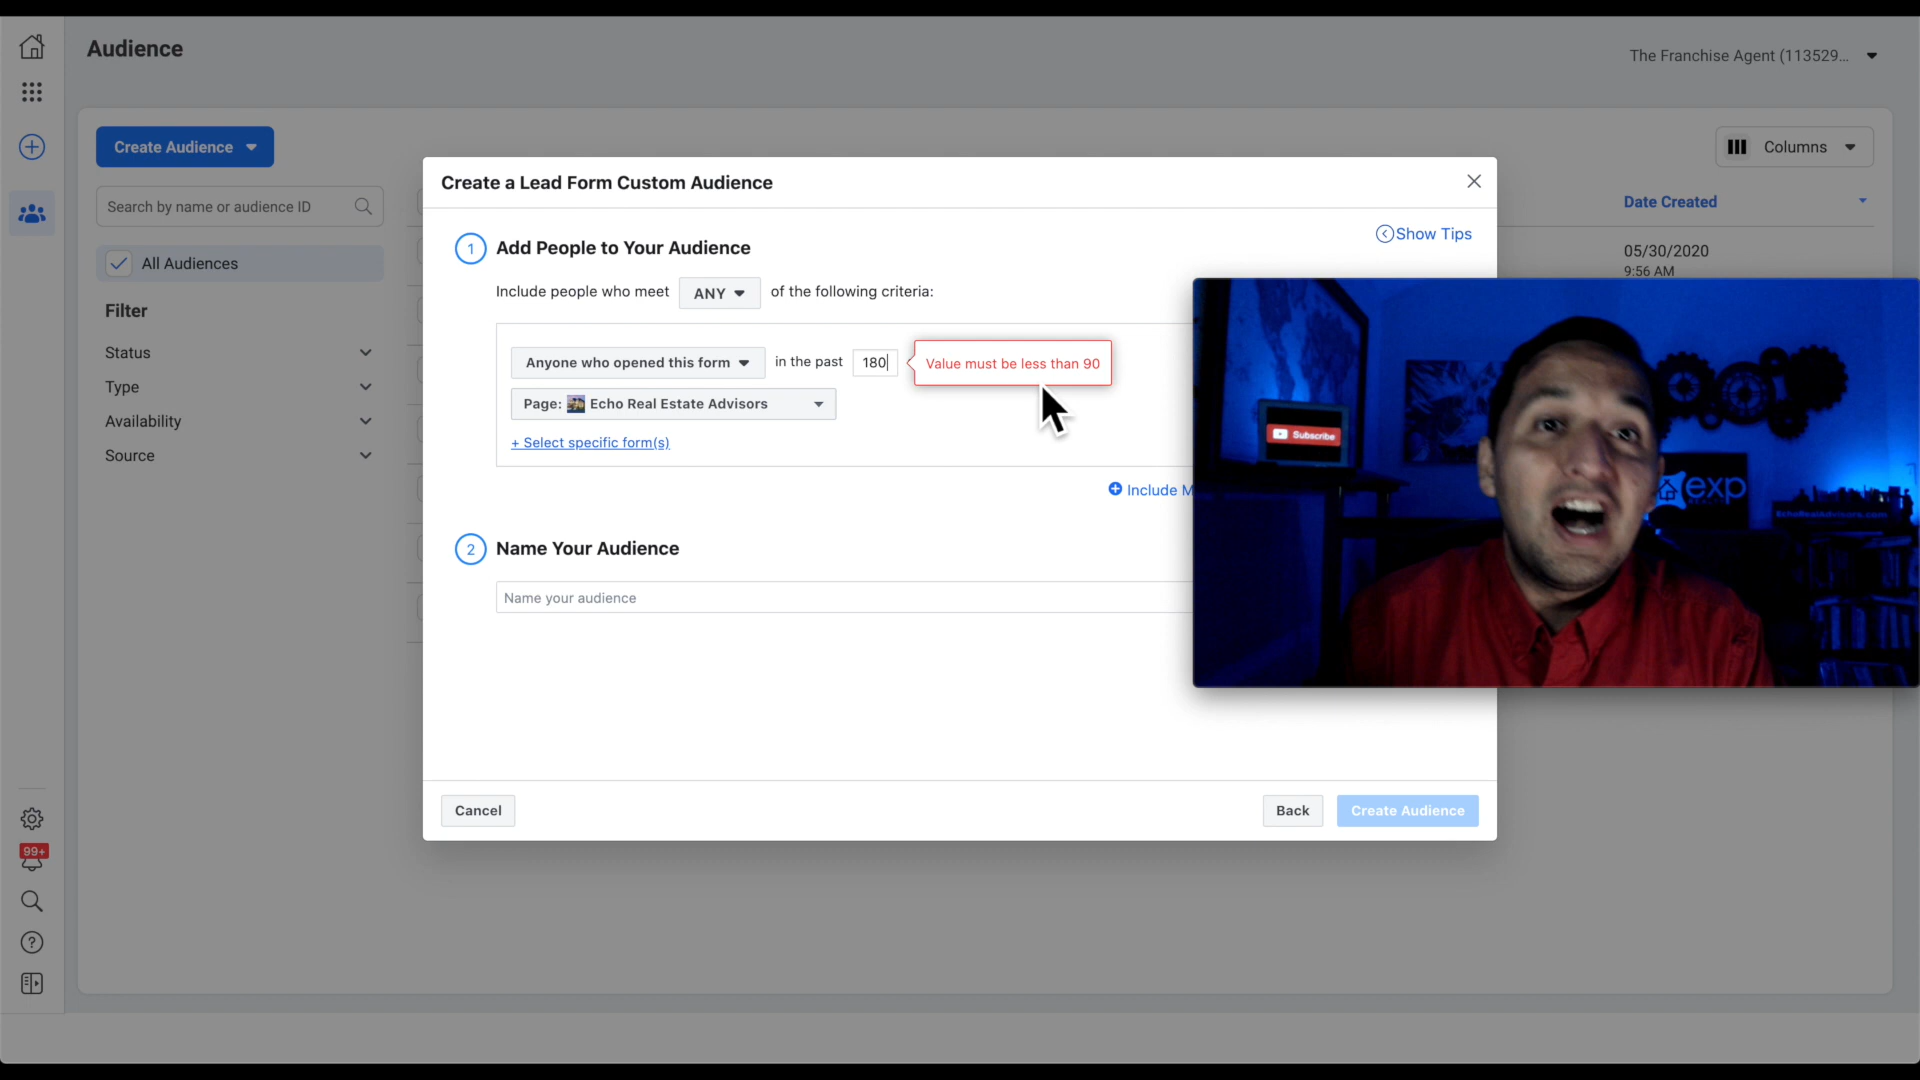 Audience
The Franchise Agent (113529...
Create Audience
Columns
Search by name or audience ID
Date Created
All Audiences
05/30/2020
9:56 AM
Filter
Status
Type
Availability
Source
99+
Create a Lead Form Custom Audience
Show Tips
1 Add People to Your Audience
Include people who meet ANY of the following criteria:
Anyone who opened this form in the past 180 Value must be less than 90
Page: Echo Real Estate Advisors
+ Select specific form(s)
Include M
2 Name Your Audience
Name your audience
Cancel
Back
Create Audience
Subscribe
exp
EchoRealAdvisors.com